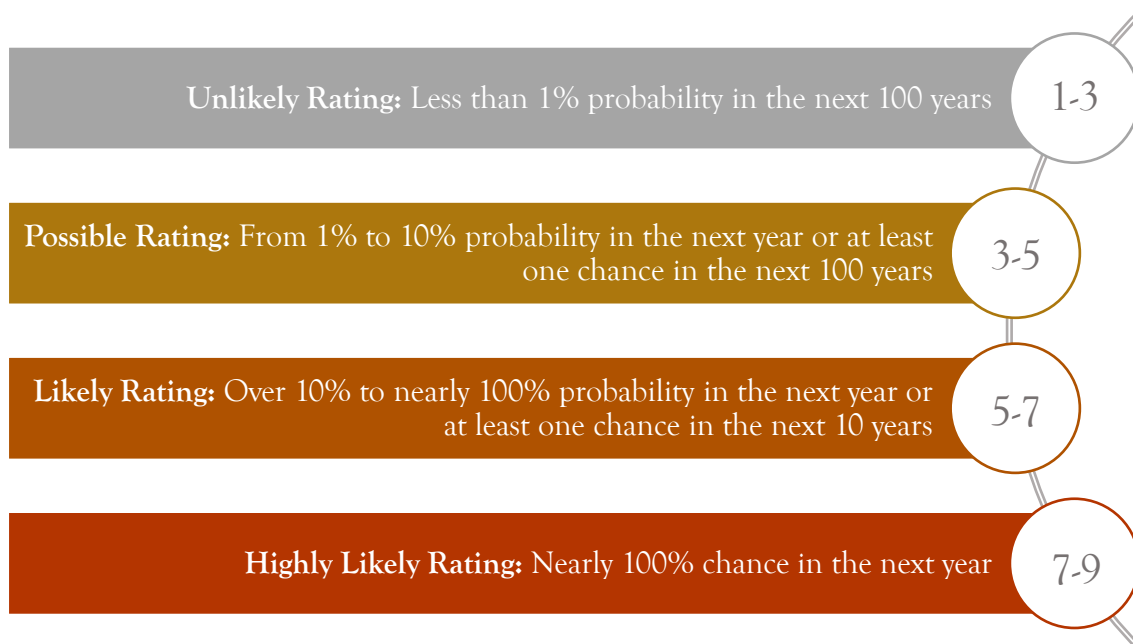 Unlikely Rating: Less than 1% probability in the next 100 years
1-3
Possible Rating: From 1% to 10% probability in the next year or at least
one chance in the next 100 years
3-5
Likely Rating: Over 10% to nearly 100% probability in the next year or
at least one chance in the next 10 years
5-7
Highly Likely Rating: Nearly 100% chance in the next year
7-9